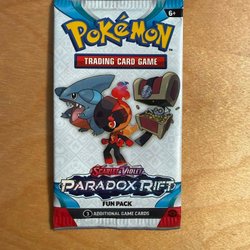 POKÉMON
TRADING CARD GAME
6+
SCARLET & VIOLET
PARADOX RIFT
FUN PACK
3 ADDITIONAL GAME CARDS